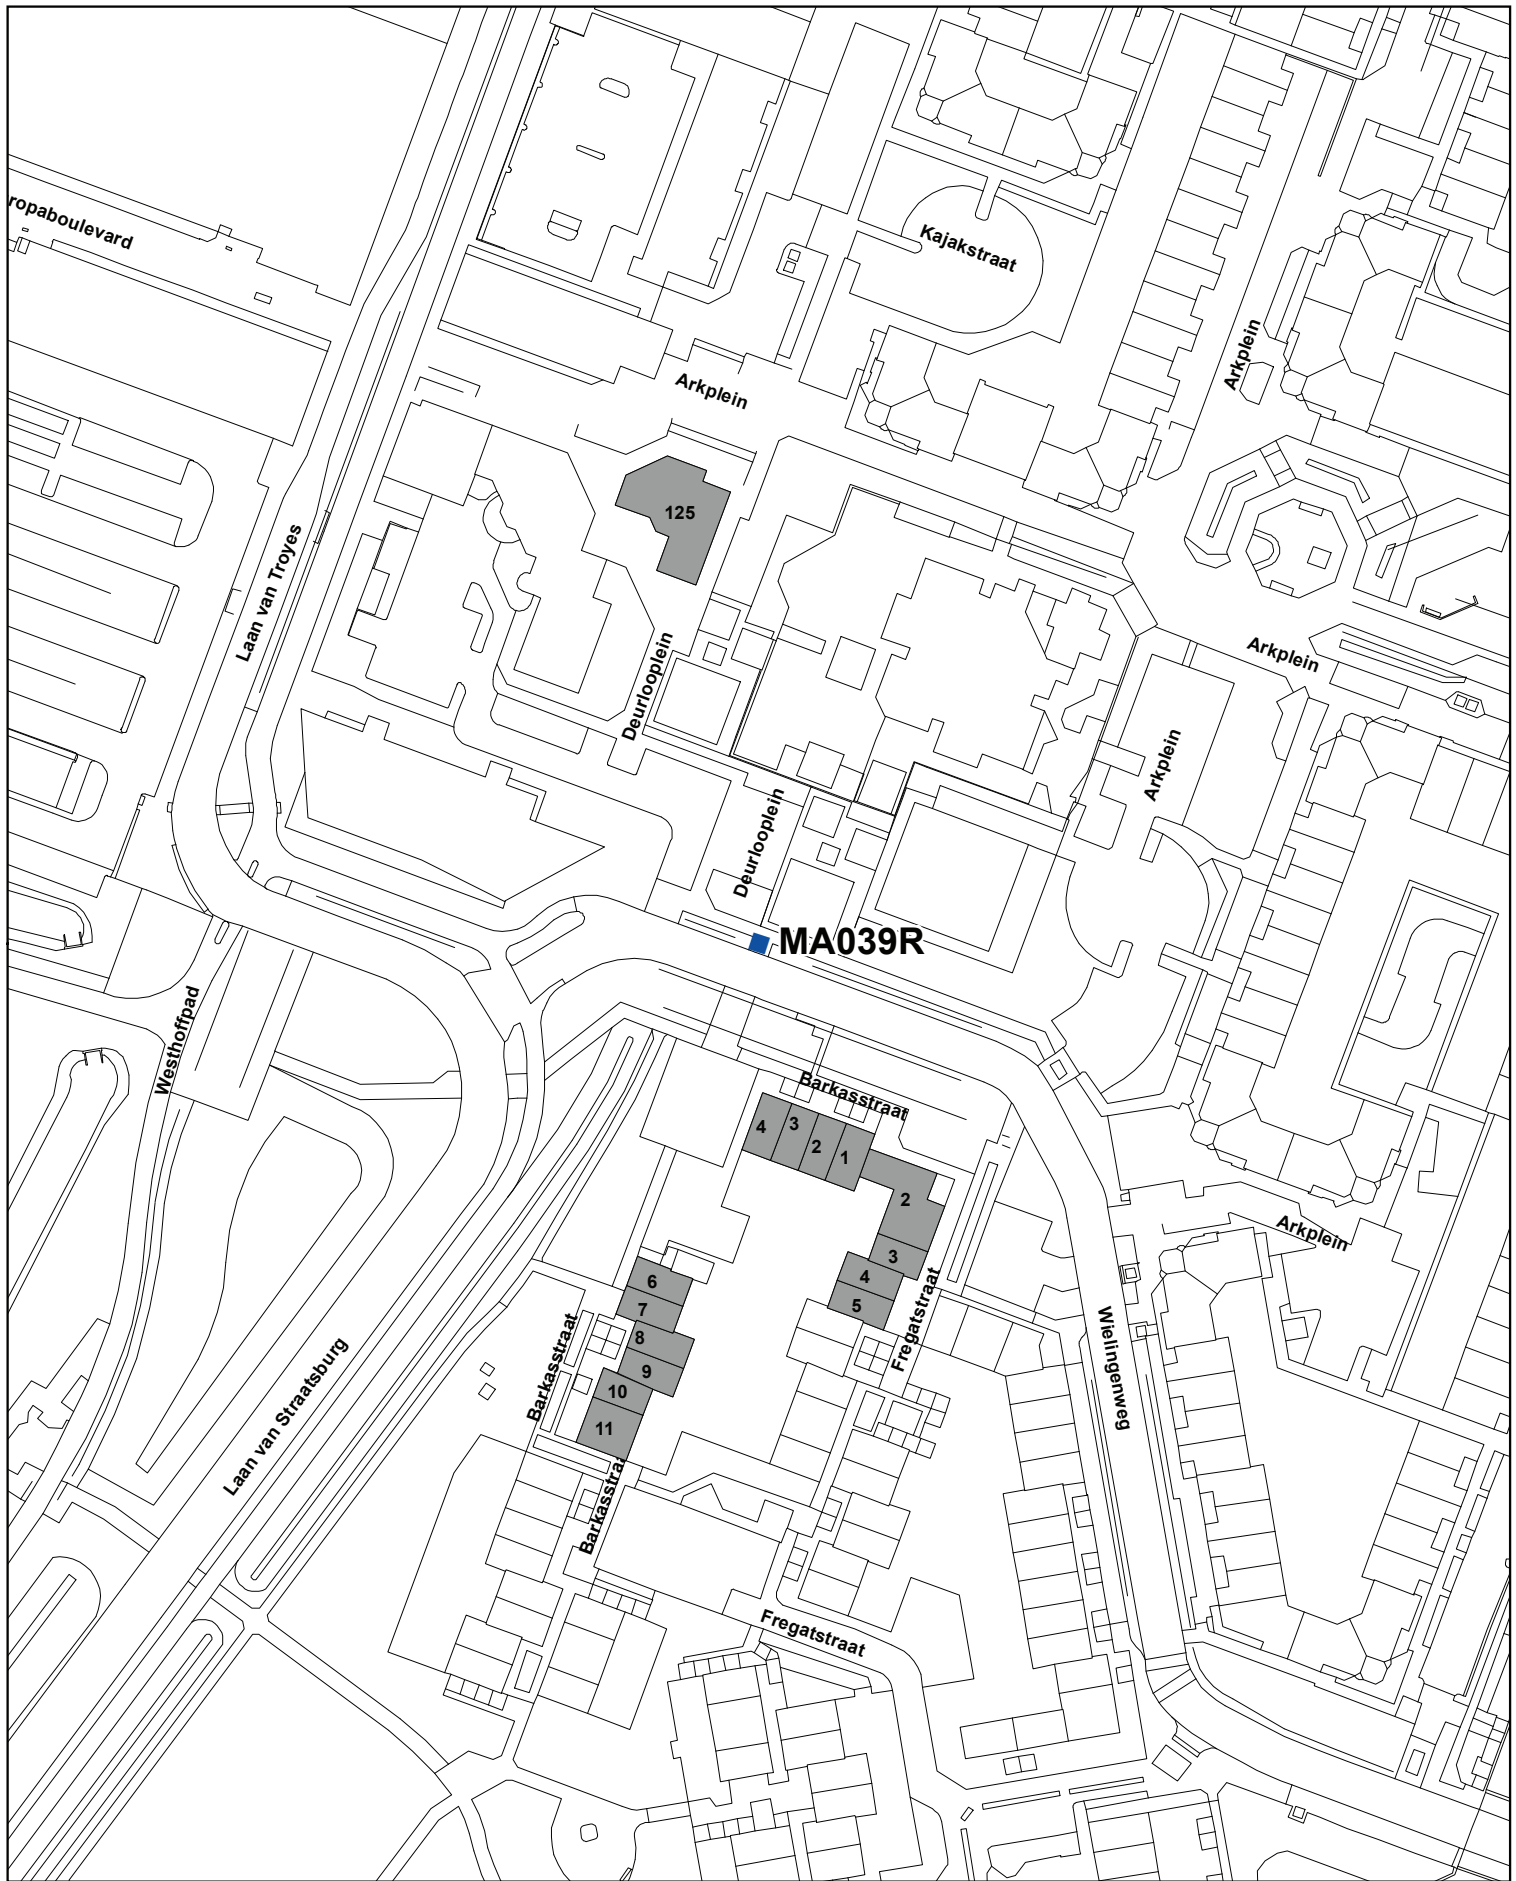 ropaboulevard
Kajakstraat
Arkplein
Arkplein
125
Laan van Troyes
Deurlooplein
Arkplein
Arkplein
Deurlooplein
MA039R
Westhoffpad
Barkasstraat
4
3
2
1
2
3
4
5
Arkplein
6
7
8
9
10
11
Fregatstraat
Wielingenweg
Barkasstraat
Laan van Straatsburg
Barkasstraa
Fregatstraat